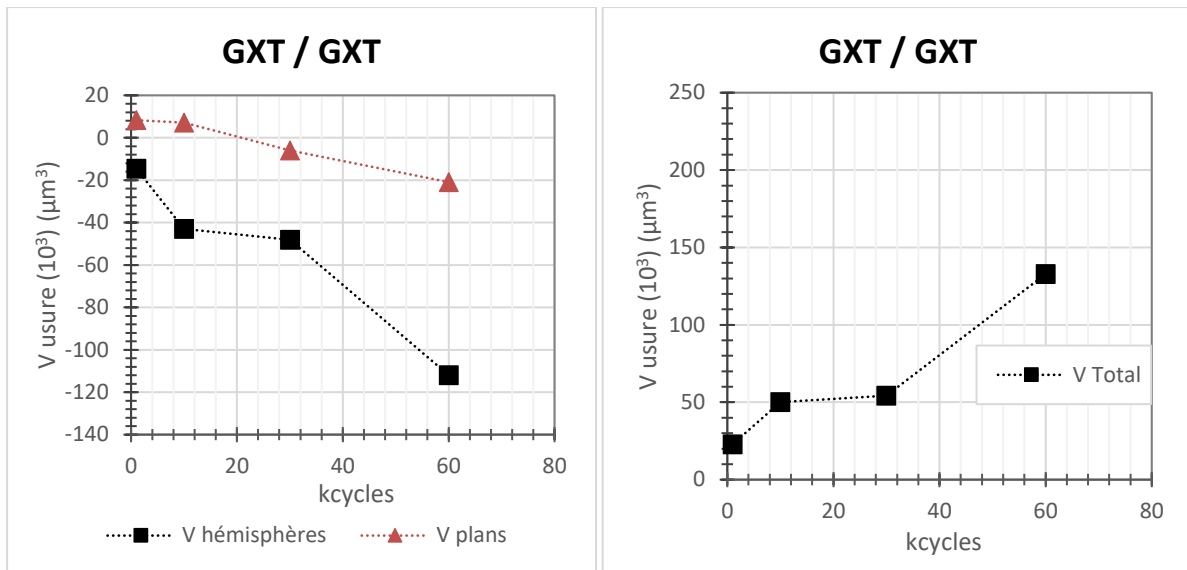 GXT / GXT
V usure (10³) (µm³)
20
0
-20
-40
-60
-80
-100
-120
-140
0 20 40 60 80
kcycles
V hémisphères V plans
GXT / GXT
V usure (10³) (µm³)
250
200
150
100
50
0
V Total
0 20 40 60 80
kcycles